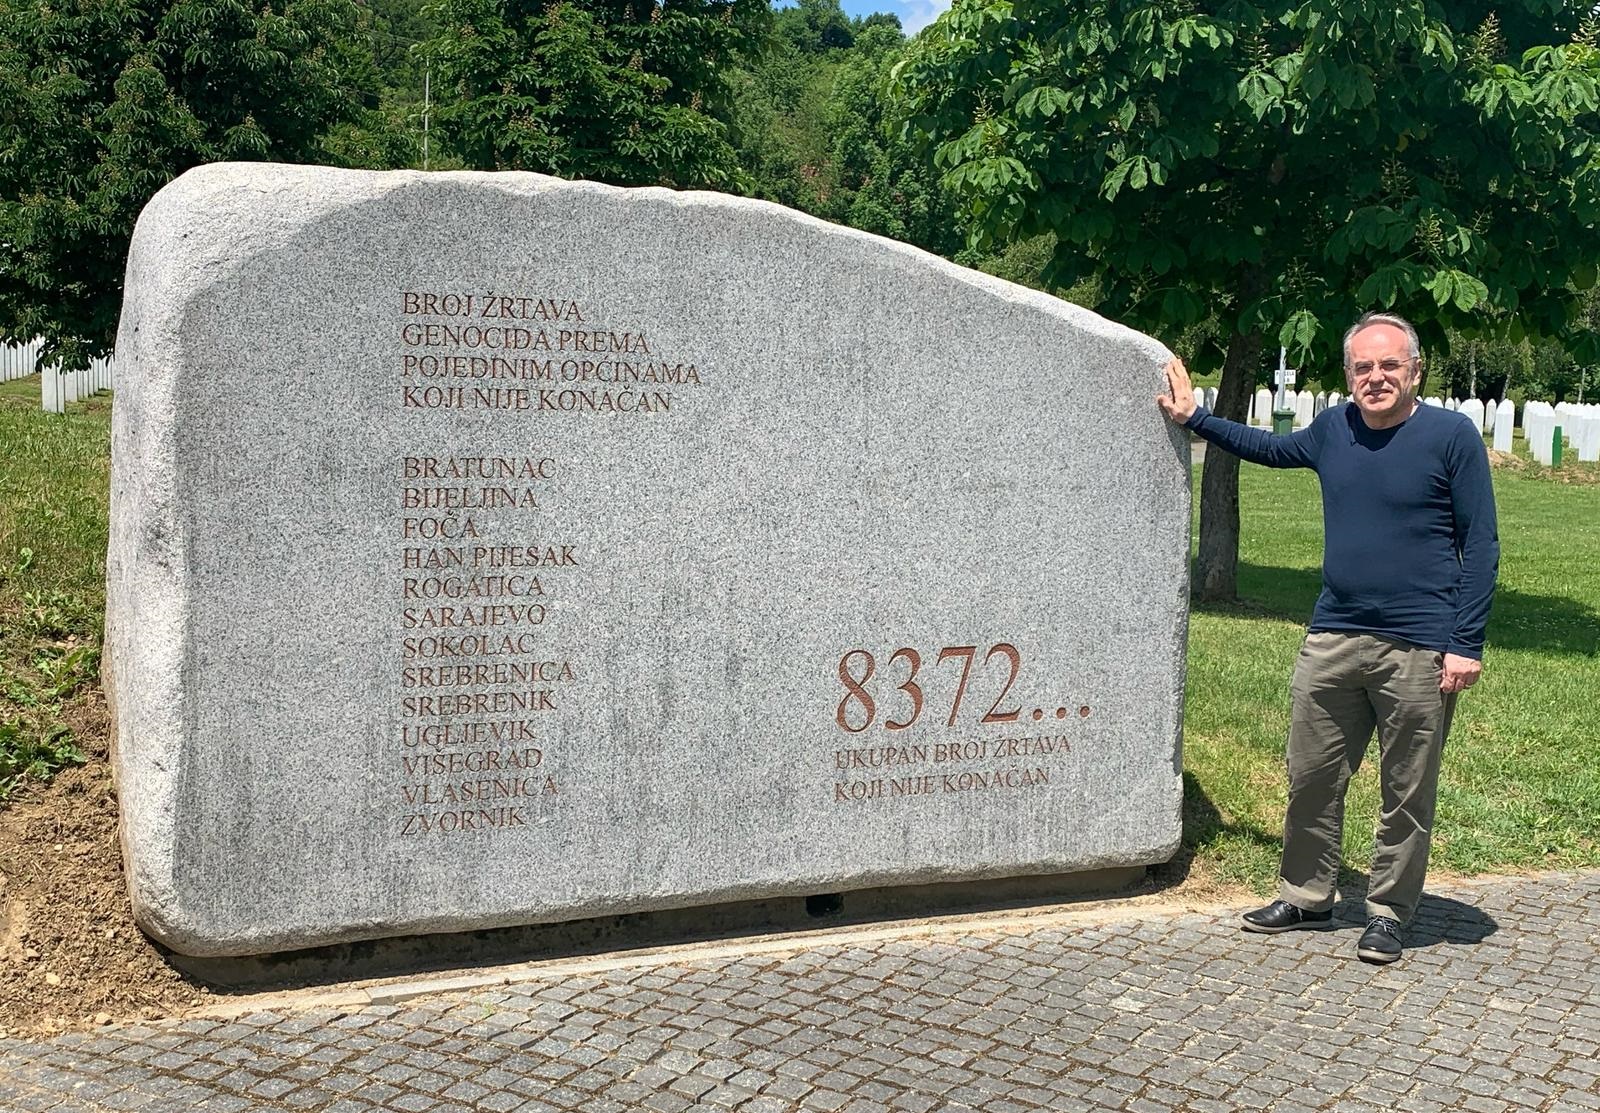 BROJ ŽRTAVA
GENOCIDA PREMA
POJEDINIM OPĆINAMA
KOJI NIJE KONAČAN
BRATUNAC
BIJELJINA
FOČA
HAN PIJESAK
ROGATICA
SARAJEVO
SOKOLAC
SREBRENICA
SREBRENIK
UGLJEVIK
VIŠEGRAD
VLASENICA
ZVORNIK
8372...
UKUPAN BROJ ŽRTAVA
KOJI NIJE KONAČAN